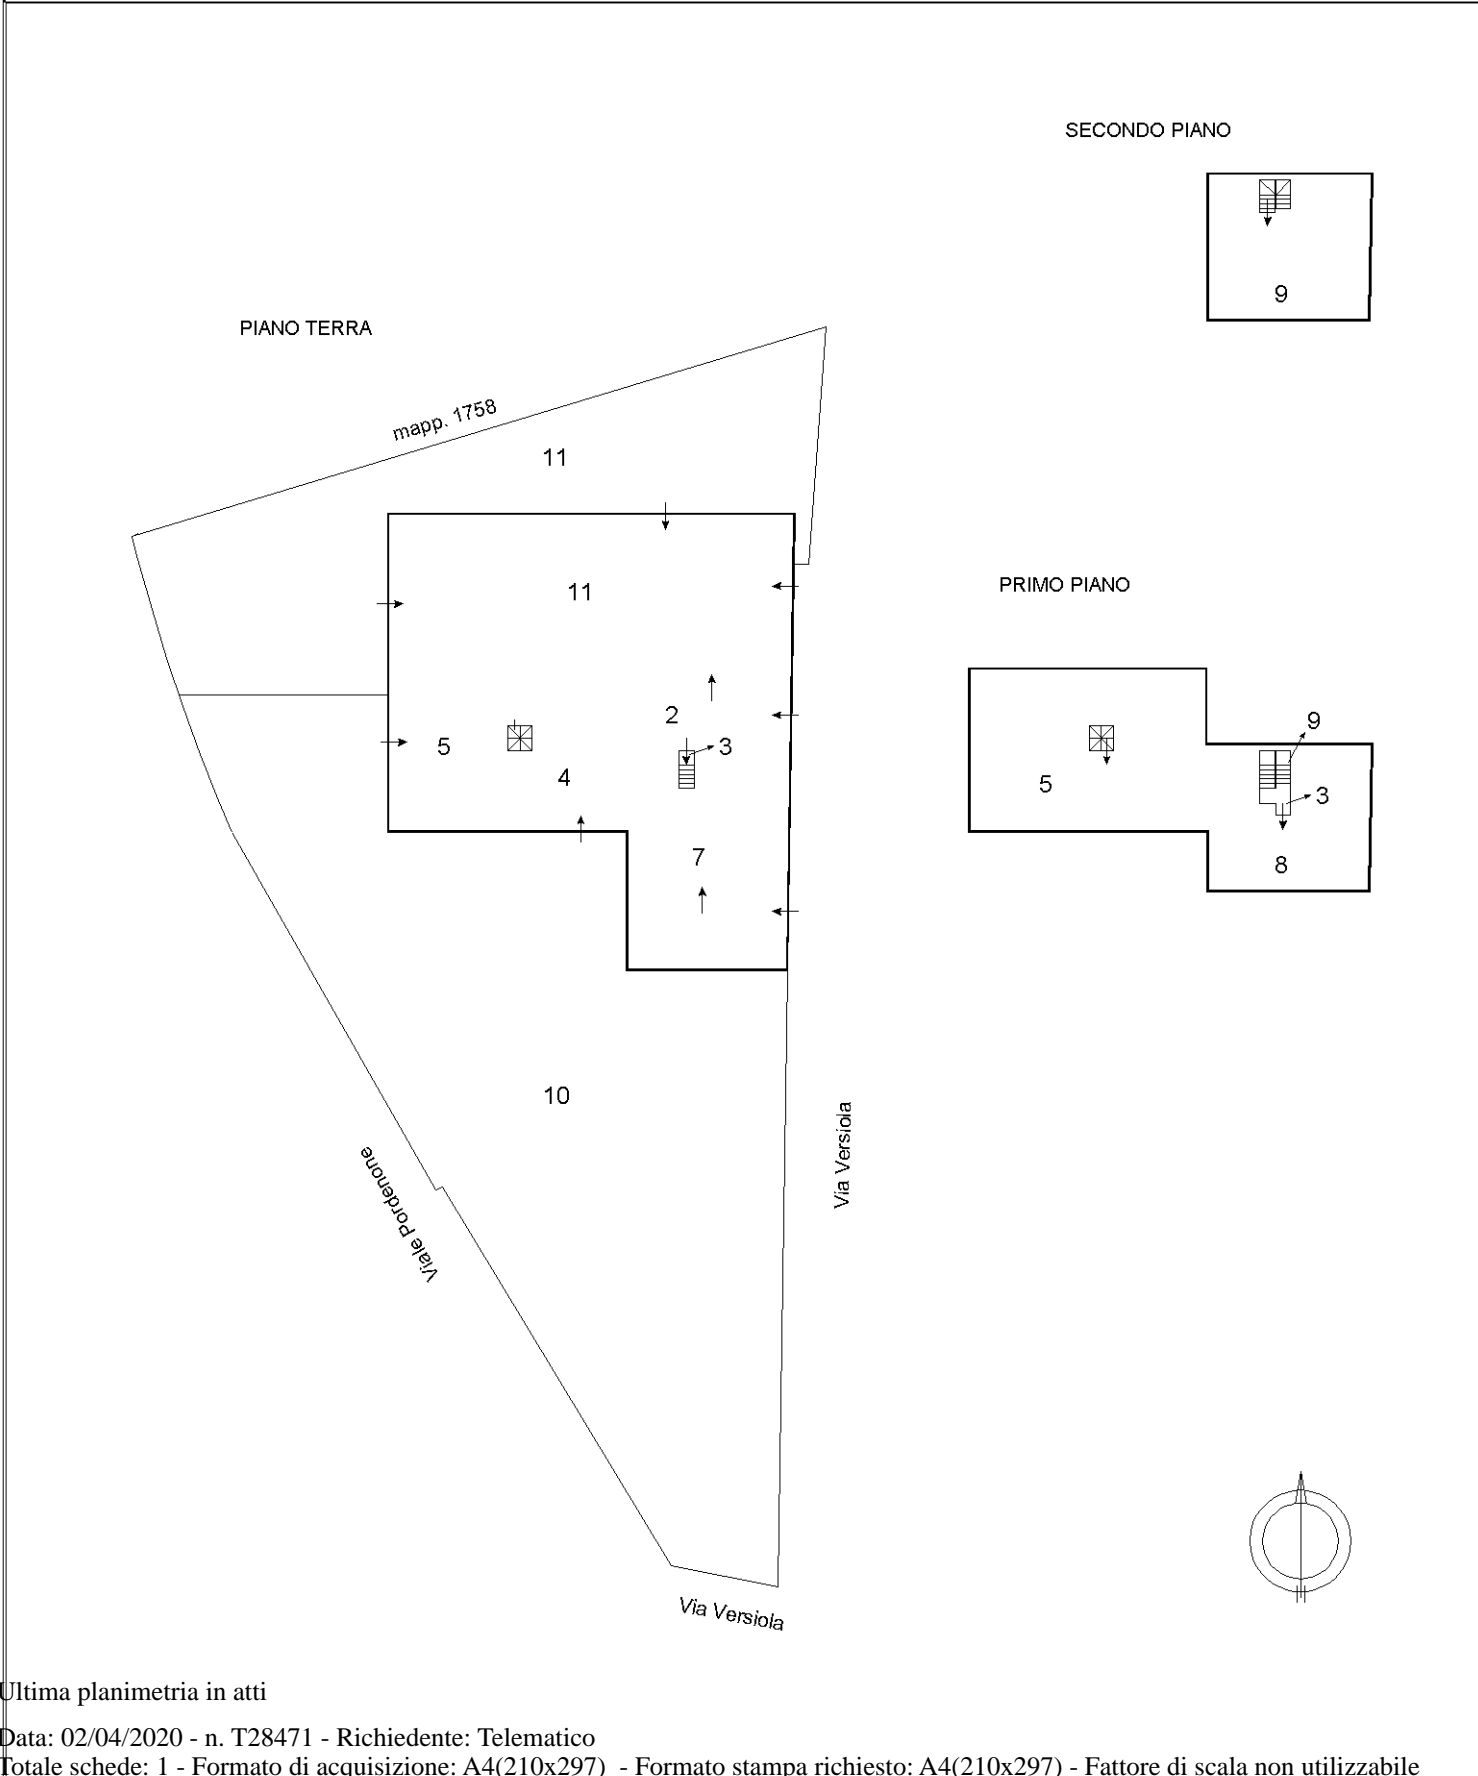 SECONDO PIANO
9
PIANO TERRA
mapp. 1758
11
11
PRIMO PIANO
2
9
5
3
4
5
3
7
8
10
Via Versiola
Viale Pordenone
Via Versiola
Ultima planimetria in atti
Data: 02/04/2020 - n. T28471 - Richiedente: Telematico
Totale schede: 1 - Formato di acquisizione: A4(210x297) - Formato stampa richiesto: A4(210x297) - Fattore di scala non utilizzabile